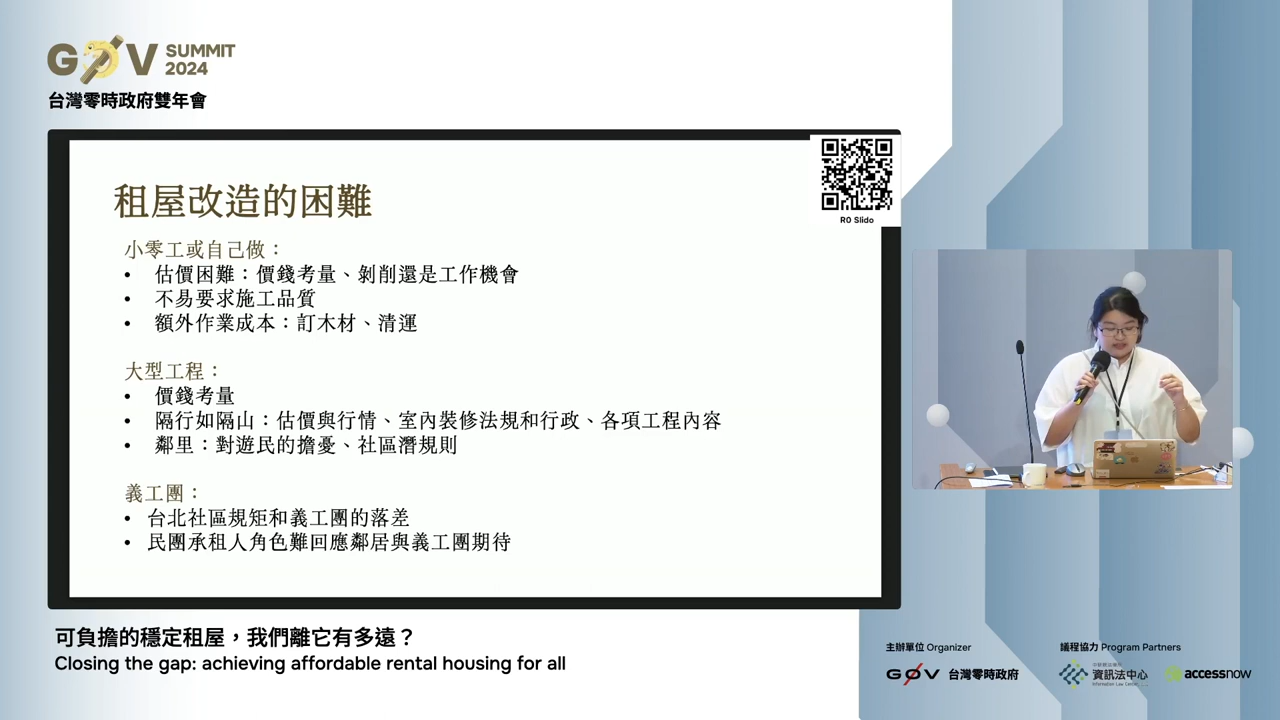 G0V SUMMIT 2024
台灣零時政府雙年會
R0 Slido
租屋改造的困難
小零工或自己做：
• 估價困難：價錢考量、剝削還是工作機會
• 不易要求施工品質
• 額外作業成本：訂木材、清運
大型工程：
• 價錢考量
• 隔行如隔山：估價與行情、室內裝修法規和行政、各項工程內容
• 鄰里：對遊民的擔憂、社區潛規則
義工團：
• 台北社區規矩和義工團的落差
• 民團承租人角色難回應鄰居與義工團期待
可負擔的穩定租屋，我們離它有多遠？
Closing the gap: achieving affordable rental housing for all
主辦單位 Organizer
G0V 台灣零時政府
議程協力 Program Partners
資訊法中心
Information Law Center
accessnow